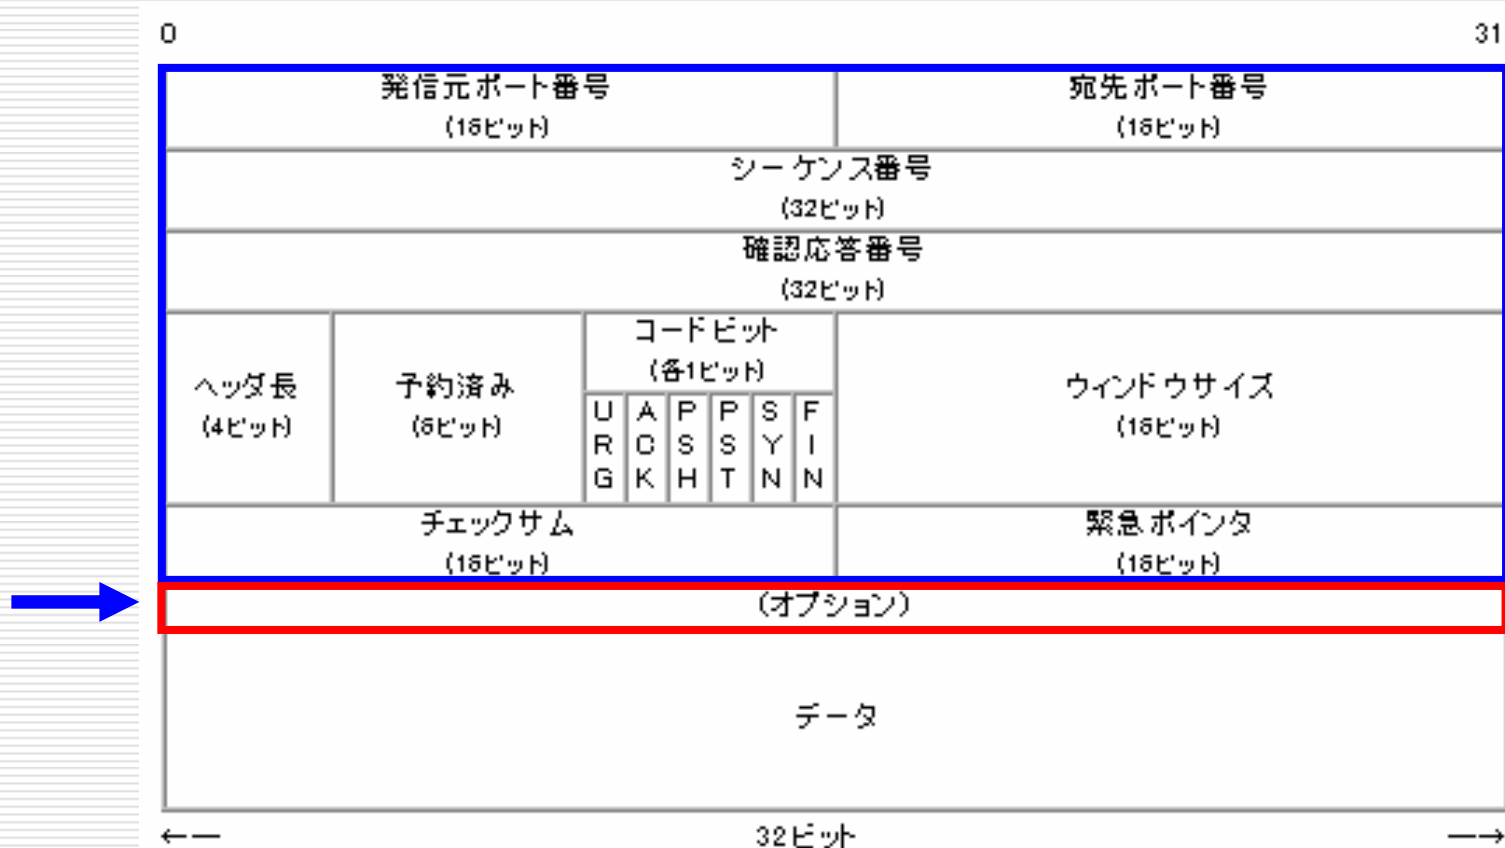 0 31
発信元ポート番号 宛先ポート番号
(16ビット) (16ビット)
シーケンス番号
(32ビット)
確認応答番号
(32ビット)
コードビット
(各1ビット)
ヘッダ長 予約済み ウィンドウサイズ
(4ビット) (6ビット) (16ビット)
URG ACK PSH PST SYN FIN
チェックサム 緊急ポインタ
(16ビット) (16ビット)
(オプション)
データ
←― 32ビット ―→